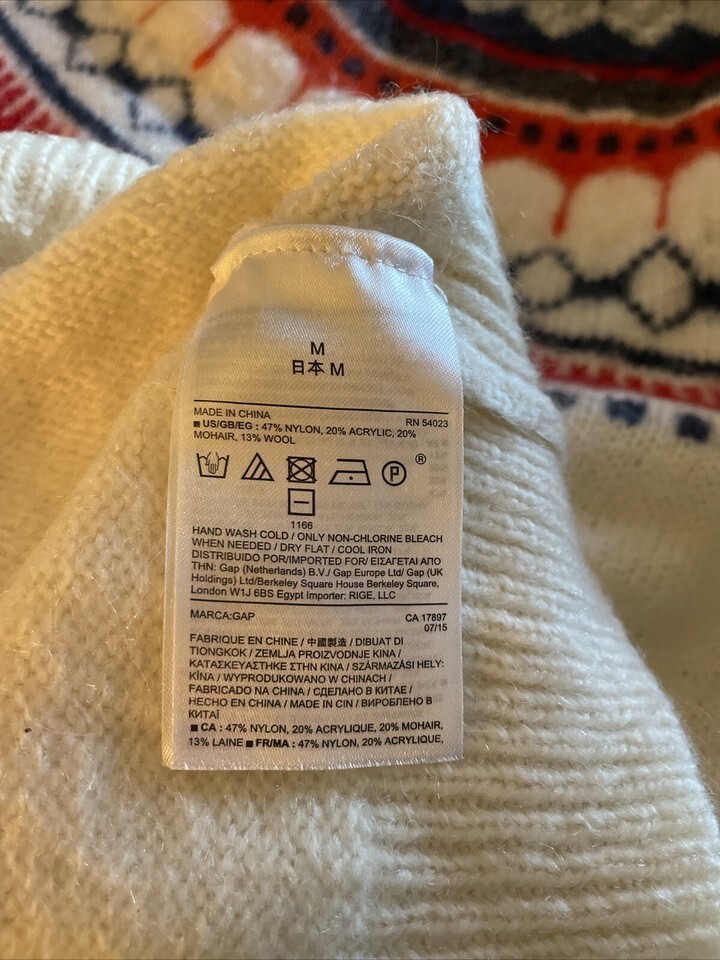 M
日本 M
MADE IN CHINA RN 54023
■ US/GB/EG : 47% NYLON, 20% ACRYLIC, 20%
MOHAIR, 13% WOOL
P ®
1166
HAND WASH COLD / ONLY NON-CHLORINE BLEACH
WHEN NEEDED / DRY FLAT / COOL IRON
DISTRIBUIDO POR/IMPORTED FOR/ ΕΙΣΑΓΕΤΑΙ ΑΠΟ
ΤΗΝ: Gap (Netherlands) B.V./ Gap Europe Ltd/ Gap (UK
Holdings) Ltd/Berkeley Square House Berkeley Square,
London W1J 6BS Egypt Importer: RIGE, LLC
MARCA:GAP CA 17897
07/15
FABRIQUE EN CHINE / 中國製造 / DIBUAT DI
TIONGKOK / ZEMLJA PROIZVODNJE KINA /
ΚΑΤΑΣΚΕΥΑΣΤΗΚΕ ΣΤΗΝ ΚΙΝΑ / SZÁRMAZÁSI HELY:
KÍNA / WYPRODUKOWANO W CHINACH /
FABRICADO NA CHINA / СДЕЛАНО В КИТАЕ /
HECHO EN CHINA / MADE IN CIN / ВИРОБЛЕНО В
КИТАЇ
■ CA : 47% NYLON, 20% ACRYLIQUE, 20% MOHAIR,
13% LAINE ■ FR/MA : 47% NYLON, 20% ACRYLIQUE,